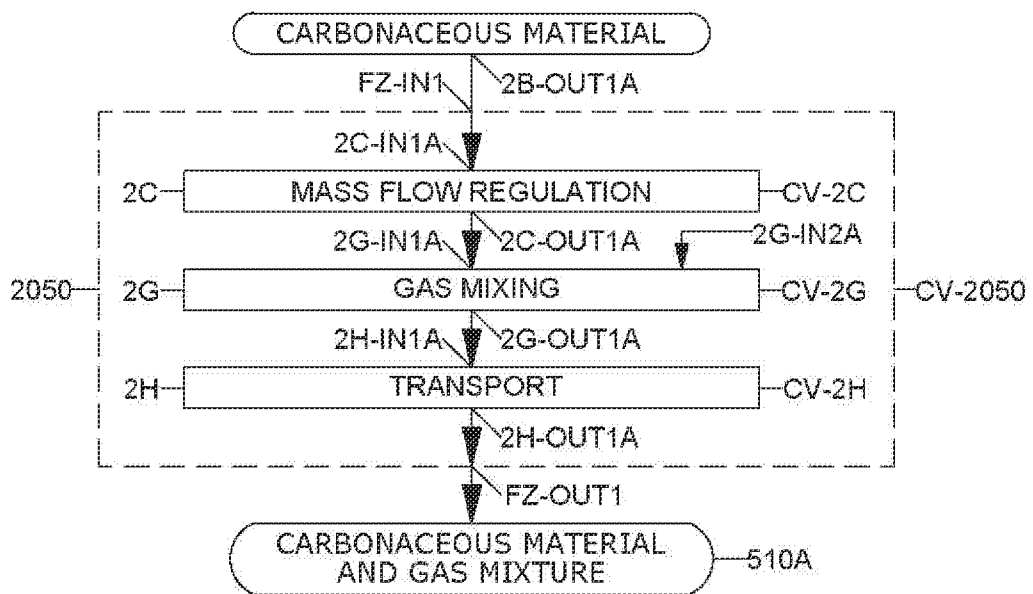 CARBONACEOUS MATERIAL
FZ-IN1 2B-OUT1A
2C-IN1A
2C MASS FLOW REGULATION CV-2C
2G-IN1A 2C-OUT1A 2G-IN2A
2050 2G GAS MIXING CV-2G CV-2050
2H-IN1A 2G-OUT1A
2H TRANSPORT CV-2H
2H-OUT1A
FZ-OUT1
CARBONACEOUS MATERIAL
AND GAS MIXTURE 510A